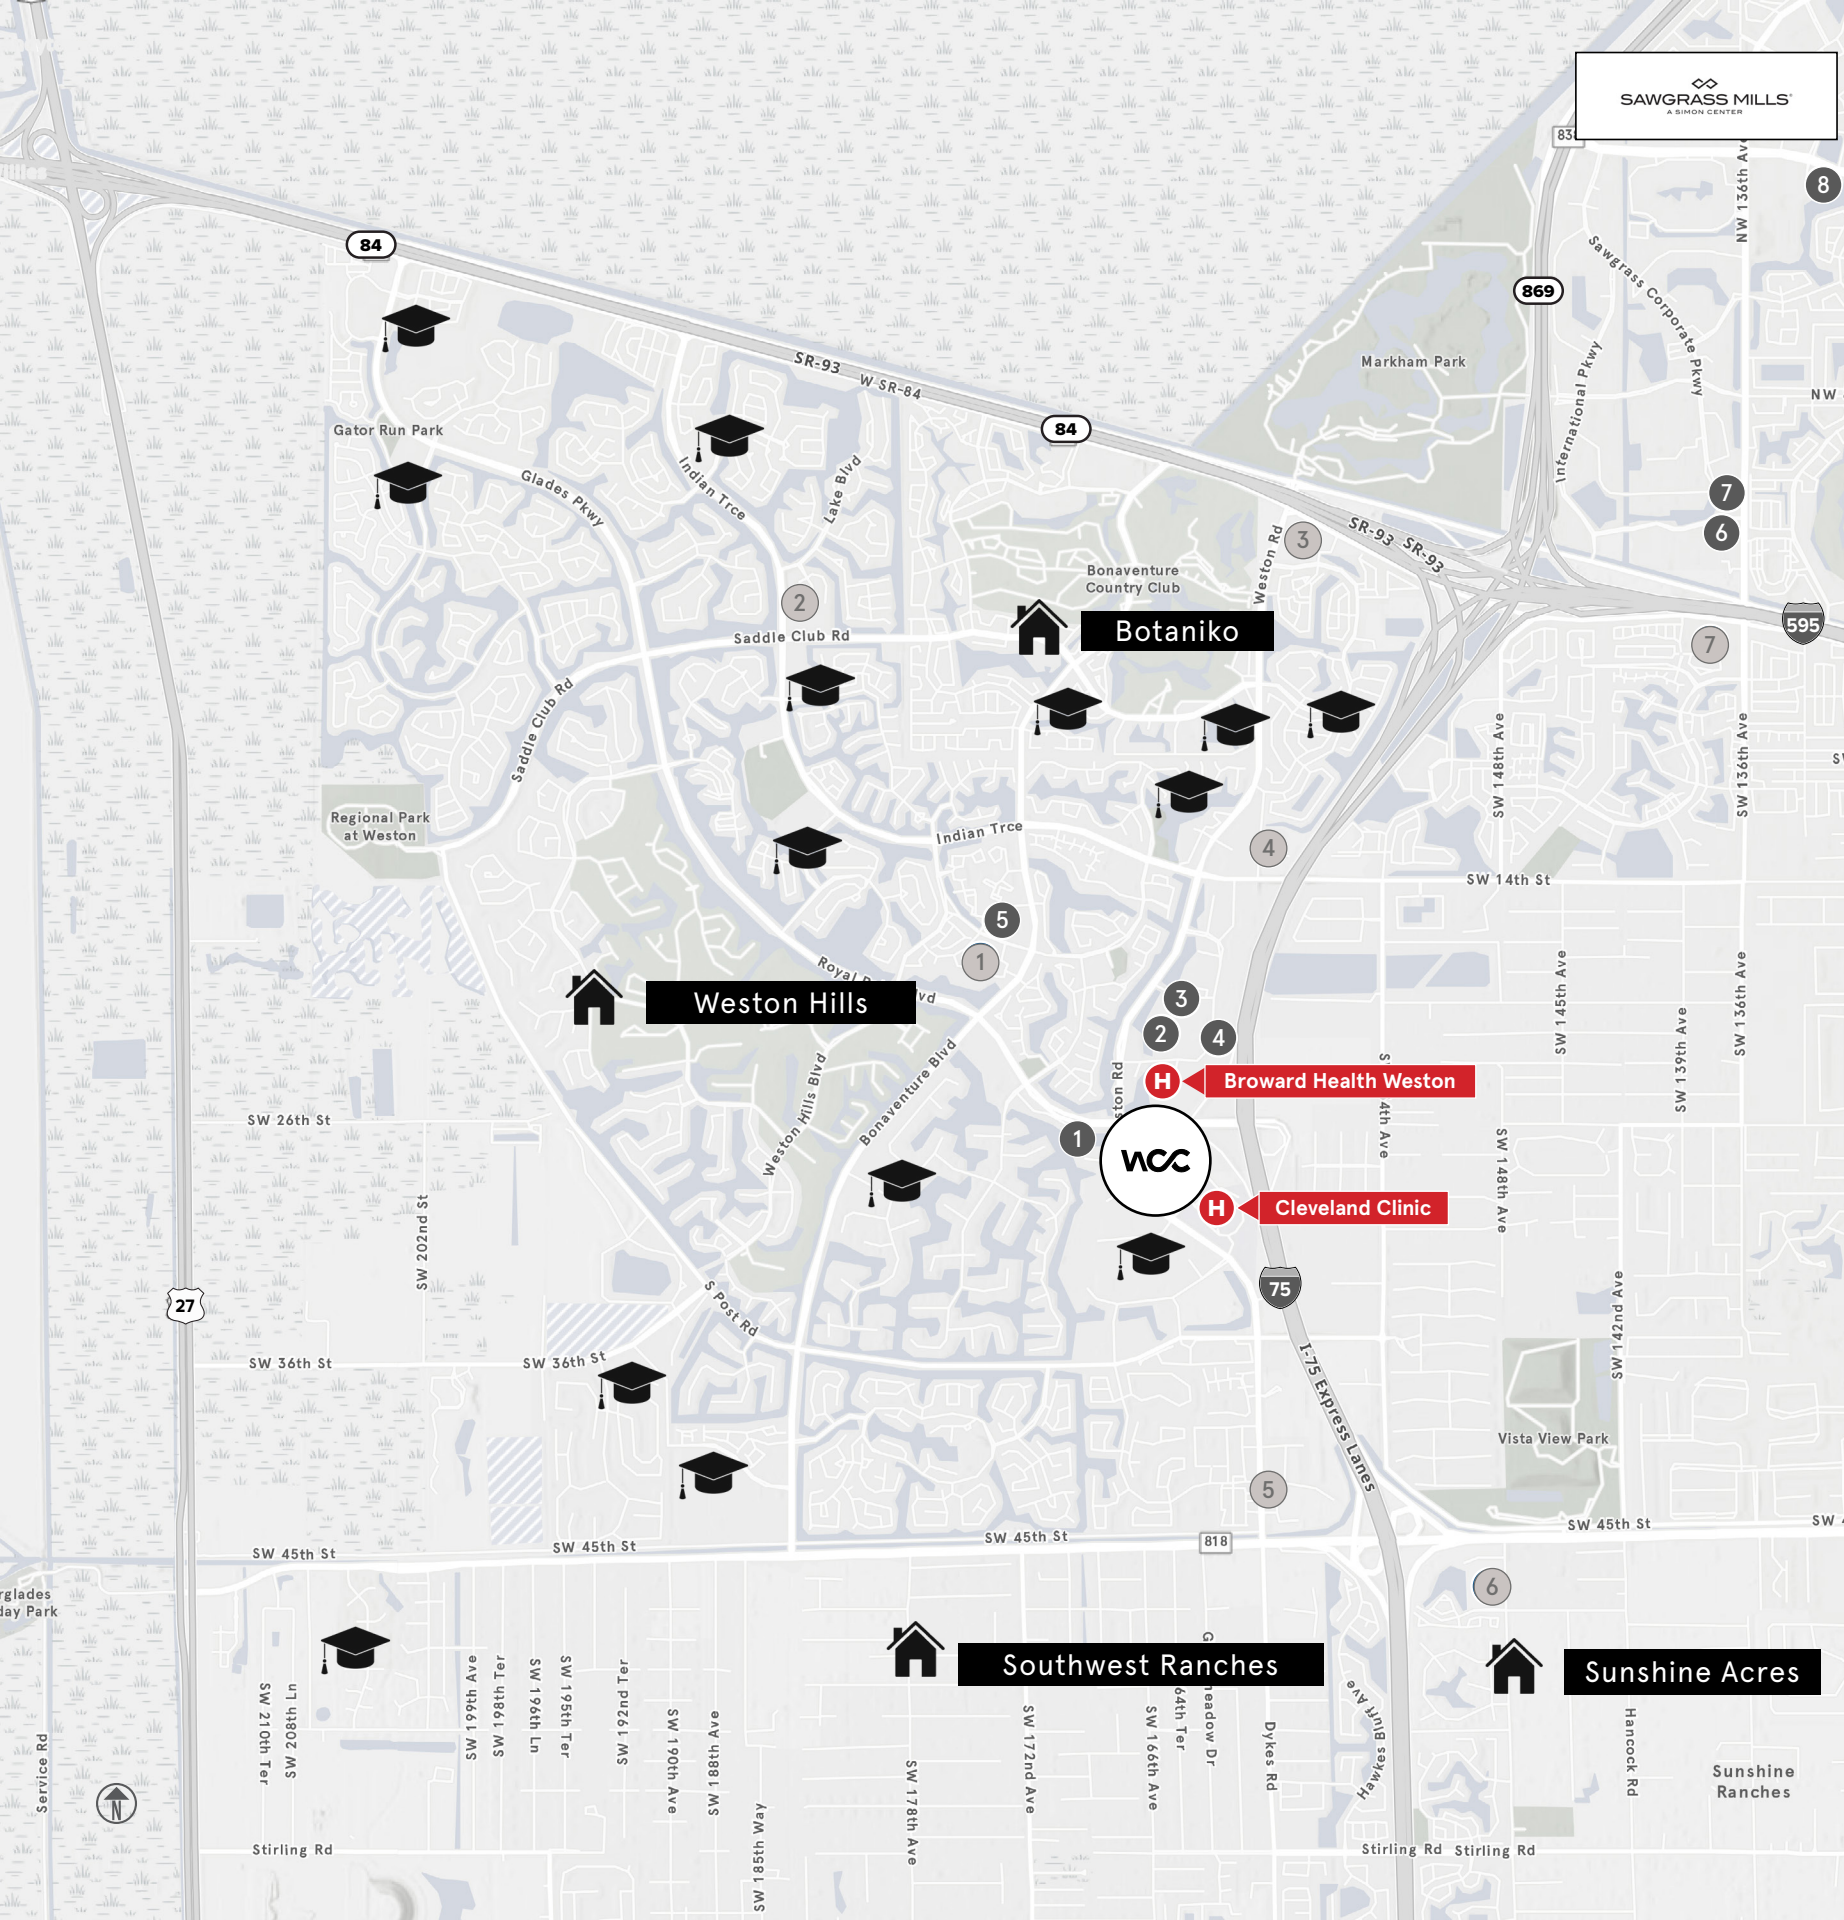 SAWGRASS MILLS
A SIMON CENTER
NW 136th Ave
8
84
869
Sawgrass Corporate Pkwy
International Pkwy
Markham Park
SR-93
W SR-84
84
NW
Gator Run Park
Glades Pkwy
Indian Trce
Lake Blvd
7
6
SR-93
SR-93
3
Weston Rd
Bonaventure
Country Club
2
Saddle Club Rd
Botaniko
595
7
Saddle Club Rd
SW 148th Ave
SW 136th Ave
Regional Park
at Weston
Indian Trce
4
SW 14th St
5
1
Weston Hills
3
2
4
SW 145th Ave
SW 136th Ave
SW 139th Ave
H
Broward Health Weston
Weston Hills Blvd
Bonaventure Blvd
SW 26th St
1
WCC
H
Cleveland Clinic
SW 148th Ave
SW 202nd St
27
75
S Post Rd
SW 142nd Ave
SW 36th St
SW 36th St
I-75 Express Lanes
Vista View Park
5
SW 45th St
SW 45th St
SW 45th St
818
SW 45th St
SW
6
Southwest Ranches
Sunshine Acres
SW 210th Ter
SW 208th Ln
SW 199th Ave
SW 198th Ter
SW 196th Ln
SW 195th Ter
SW 192nd Ter
SW 190th Ave
SW 188th Ave
SW 185th Way
SW 178th Ave
SW 172nd Ave
SW 166th Ave
Dykes Rd
Hawkes Bluff Ave
Hancock Rd
Sunshine
Ranches
Service Rd
N
Stirling Rd
Stirling Rd
Stirling Rd